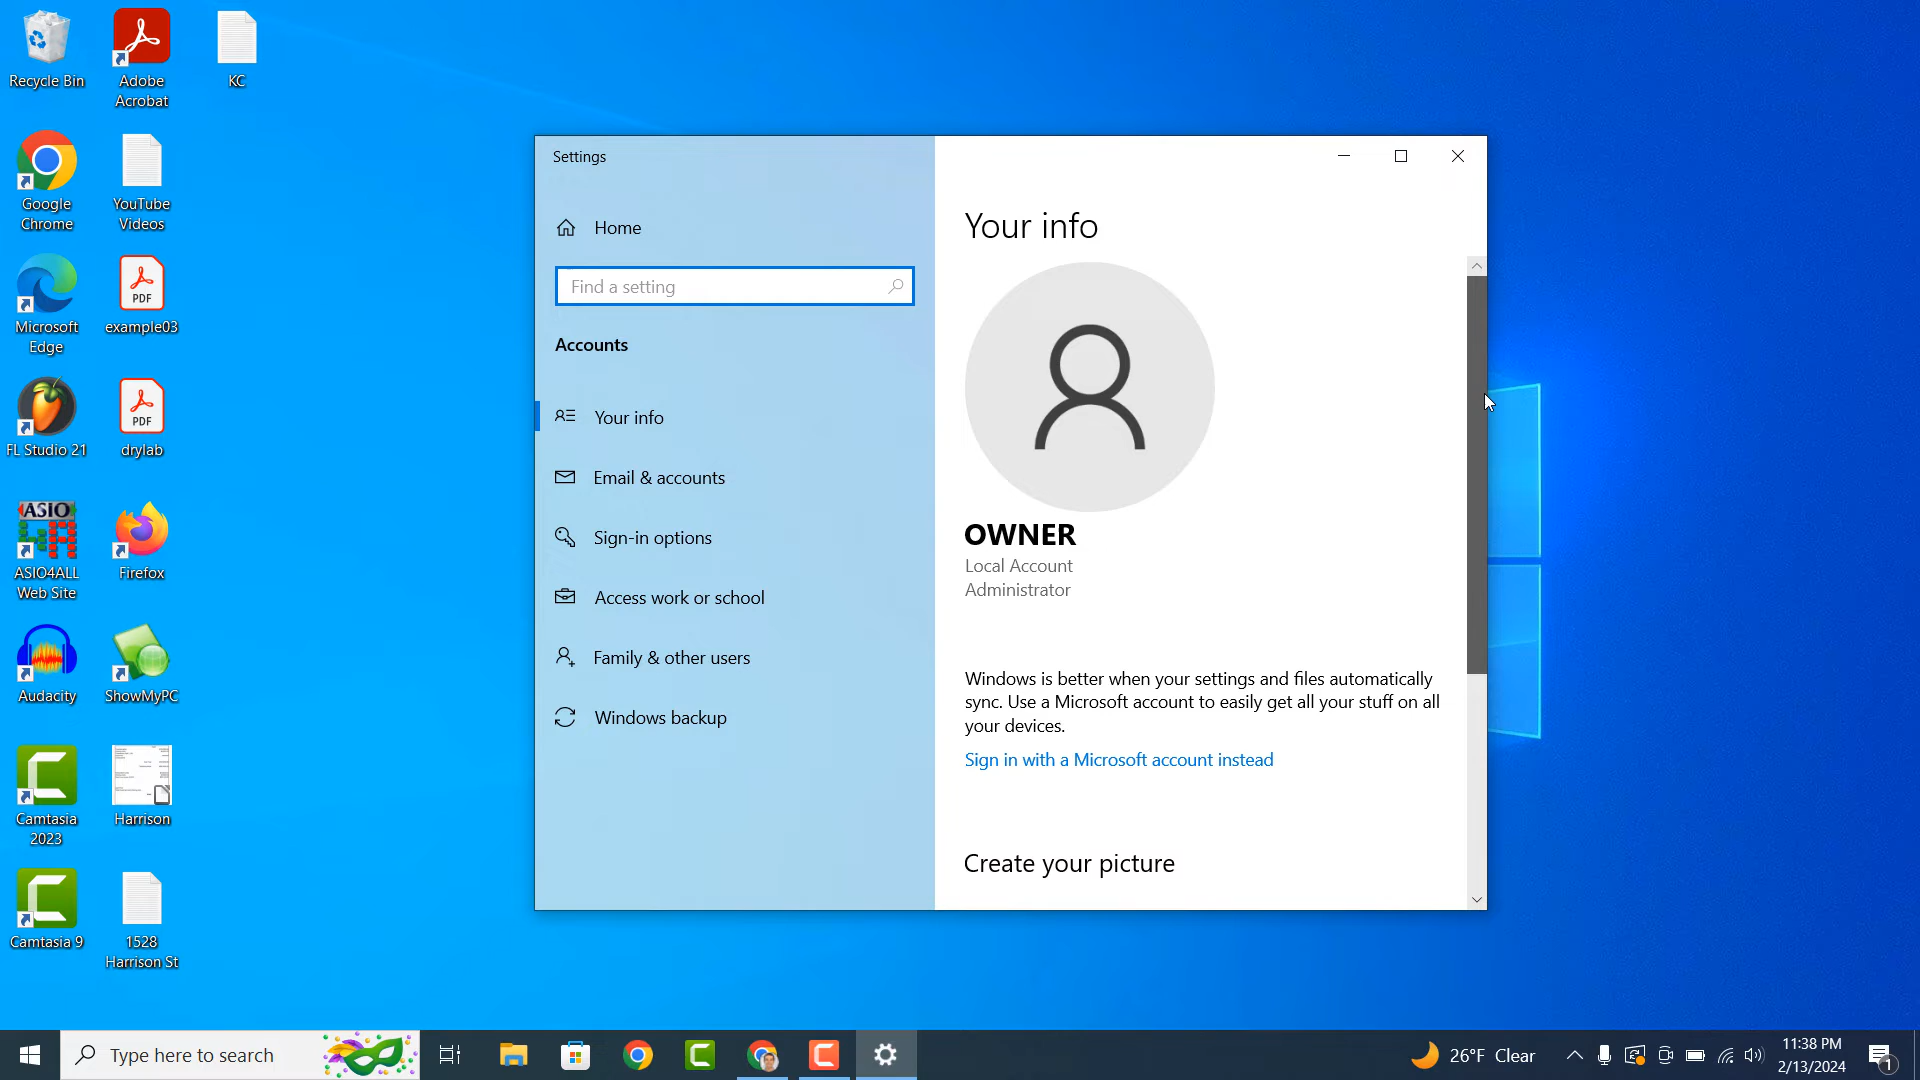 Recycle Bin
Adobe
Acrobat
KC
Google
Chrome
YouTube
Videos
Microsoft
Edge
PDF
example03
FL Studio 21
PDF
drylab
ASIO
ASIO4ALL
Web Site
Firefox
Audacity
ShowMyPC
Camtasia
2023
Harrison
Camtasia 9
1528
Harrison St
Settings
Home
Find a setting
Accounts
Your info
Email & accounts
Sign-in options
Access work or school
Family & other users
Windows backup
Your info
OWNER
Local Account
Administrator
Windows is better when your settings and files automatically
sync. Use a Microsoft account to easily get all your stuff on all
your devices.
Sign in with a Microsoft account instead
Create your picture
Type here to search
26°F Clear
11:38 PM
2/13/2024
1